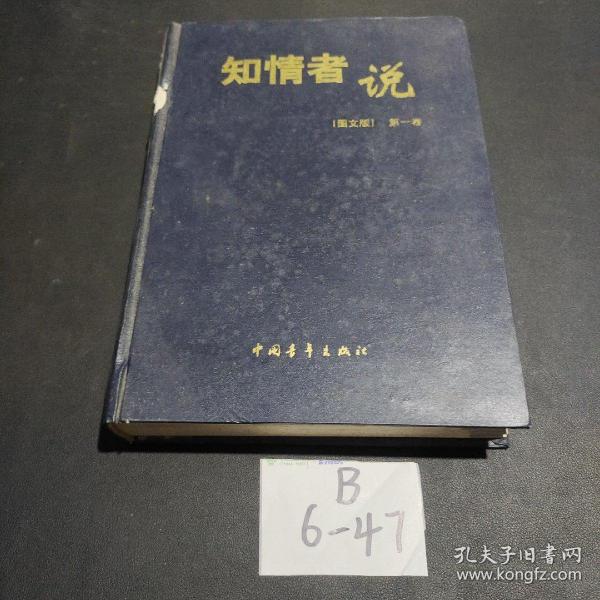 知情者说
[图文版] 第一卷
中国青年出版社
B
6-47
孔夫子旧书网
www.kongfz.com